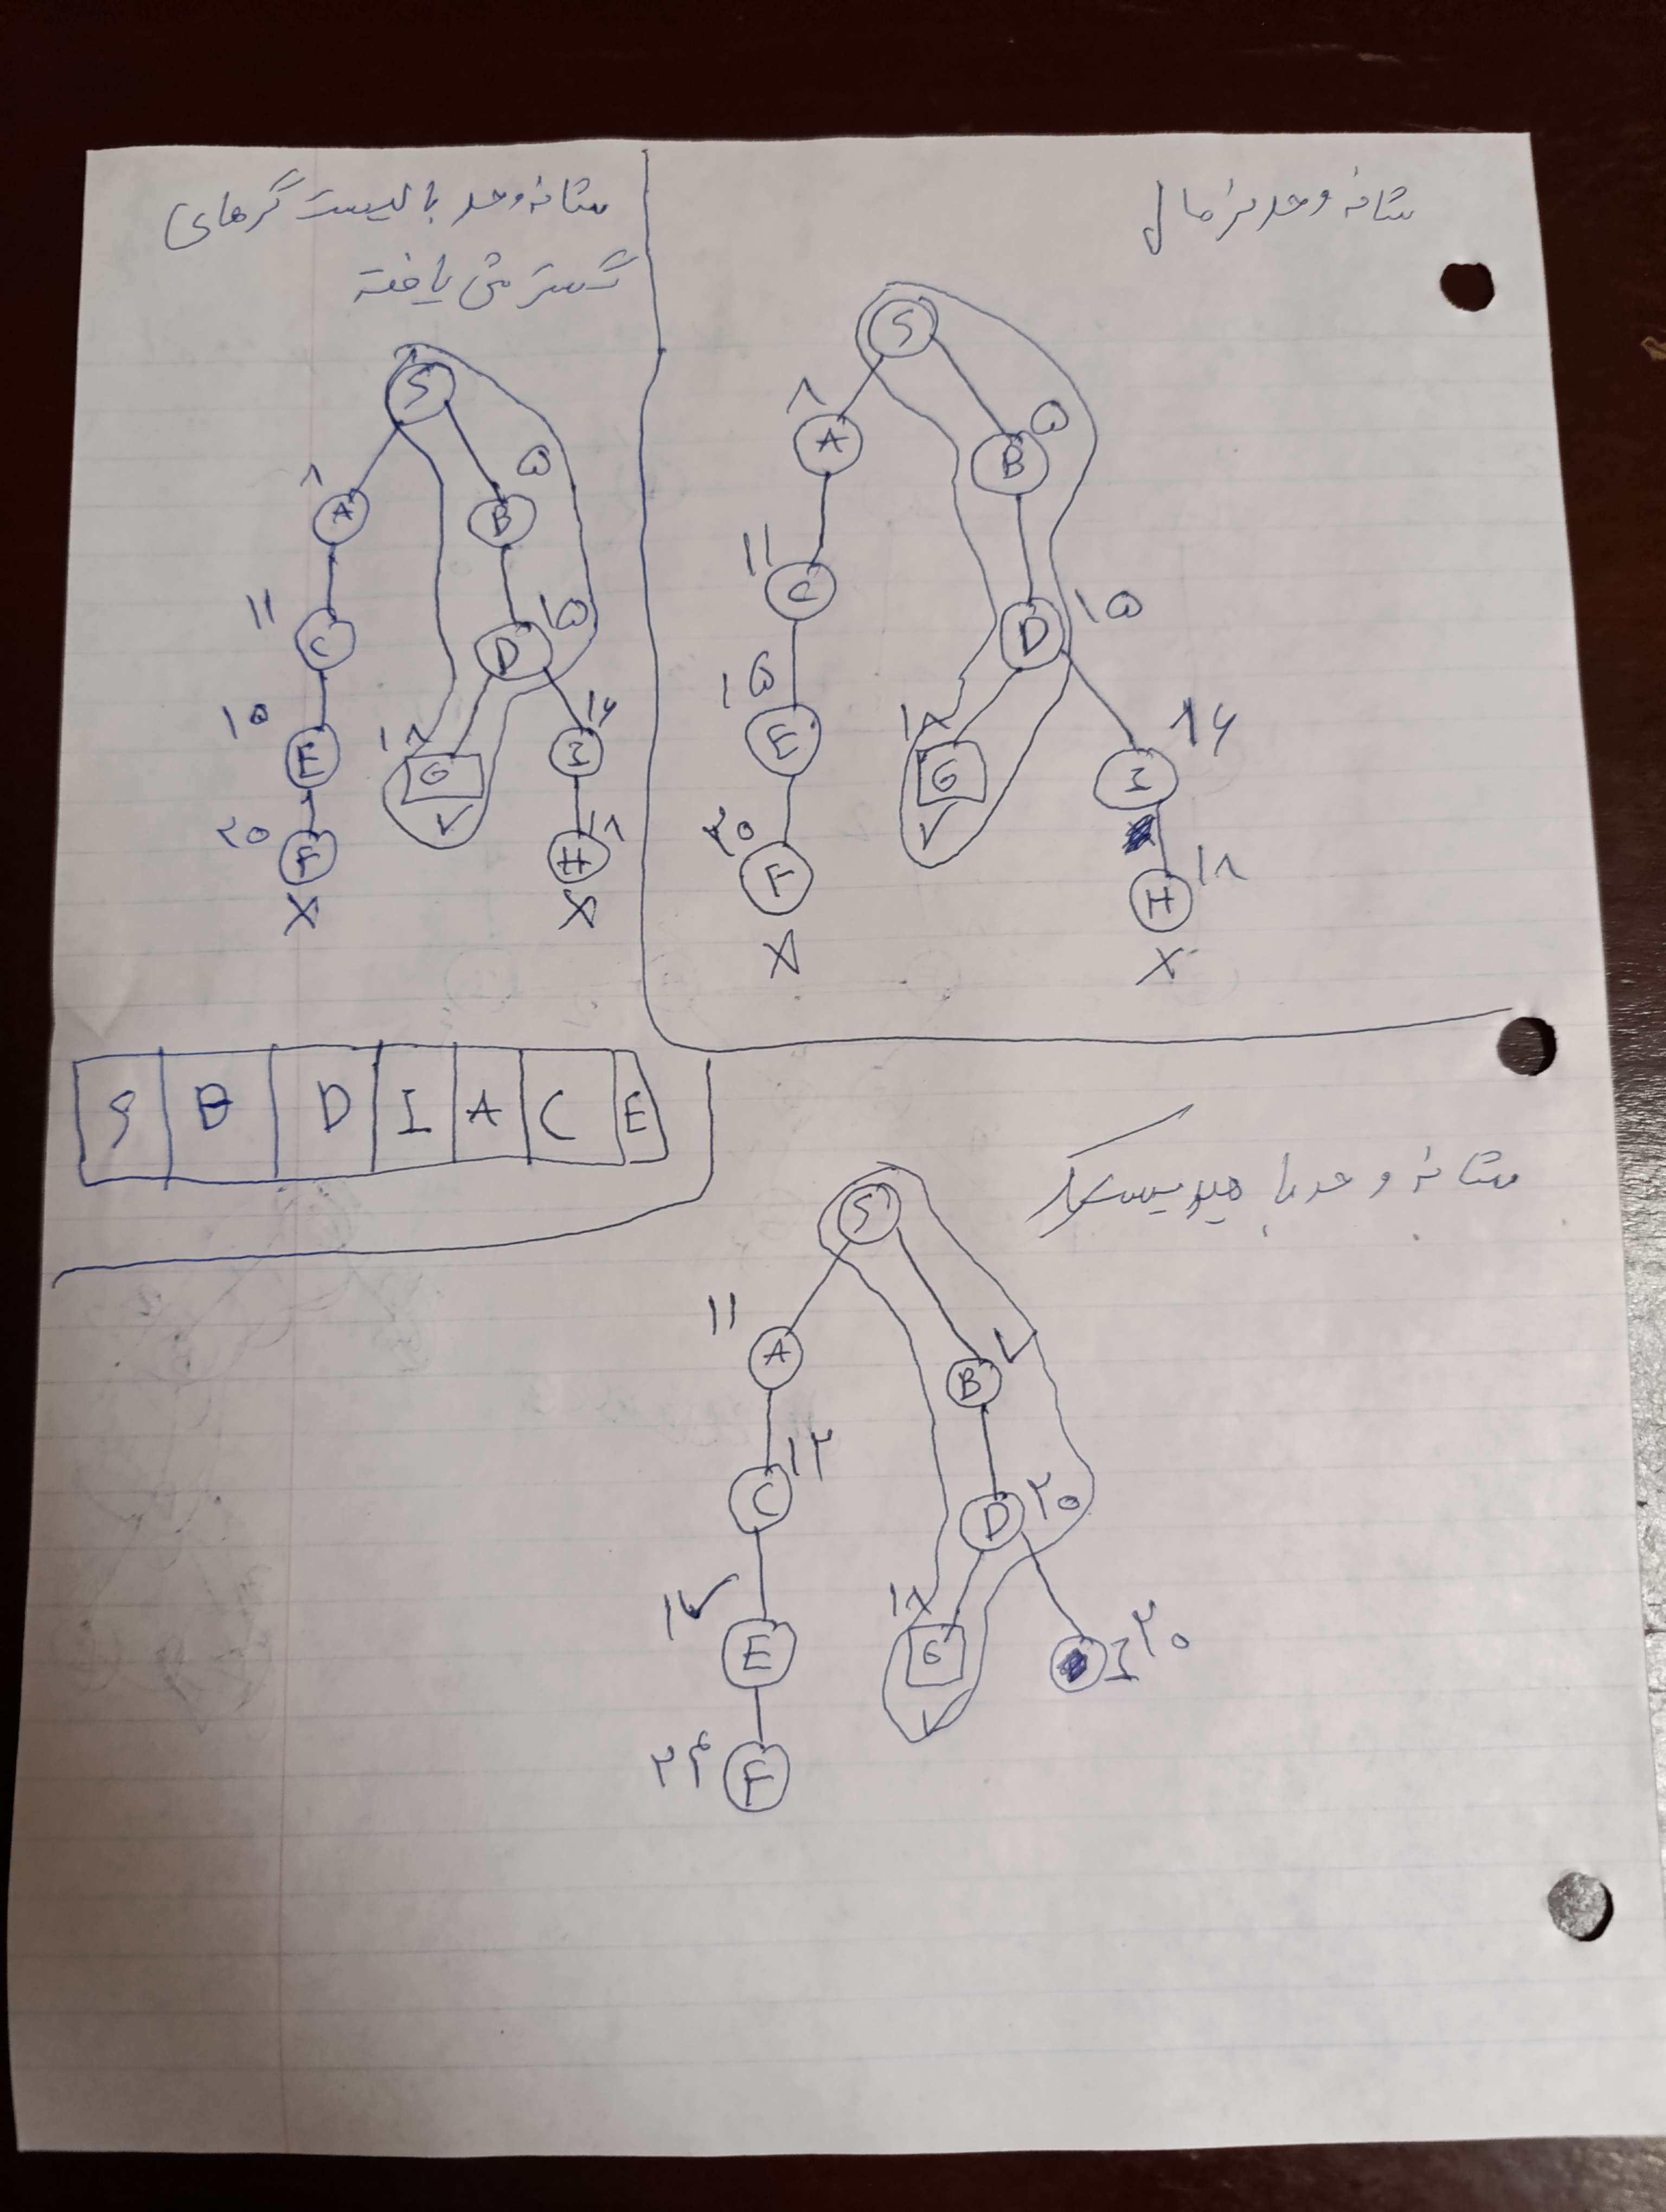 شاخه و حد نرمال
S
۸
A
۵
B
۱۱
C
۱۵
D
۱۵
E
۱۸
G
۱۶
I
۲۰
F
۱۸
H
شاخه و حد با لیست گرهای
گسترش یافته
S
۸
A
۵
B
۱۱
C
۱۵
D
۱۵
E
۱۸
G
۱۶
I
۲۰
F
۱۸
H
S B D I A C E
شاخه و حد با هیوریستیک
S
۱۱
A
۷
B
۱۲
C
۲۰
D
۱۷
E
۱۸
G
I ۲۰
۲۴
F